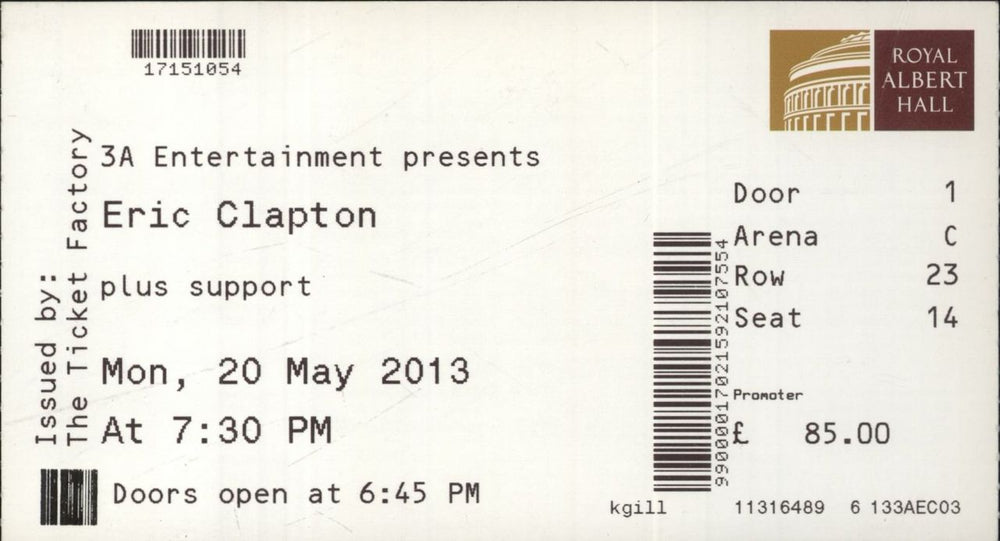 17151054
ROYAL
ALBERT
HALL
Issued by:
The Ticket Factory
3A Entertainment presents
Eric Clapton
plus support
Mon, 20 May 2013
At 7:30 PM
Doors open at 6:45 PM
9900000170215921075​54
Door 1
Arena C
Row 23
Seat 14
Promoter
£ 85.00
kgill 11316489 6 133AEC03